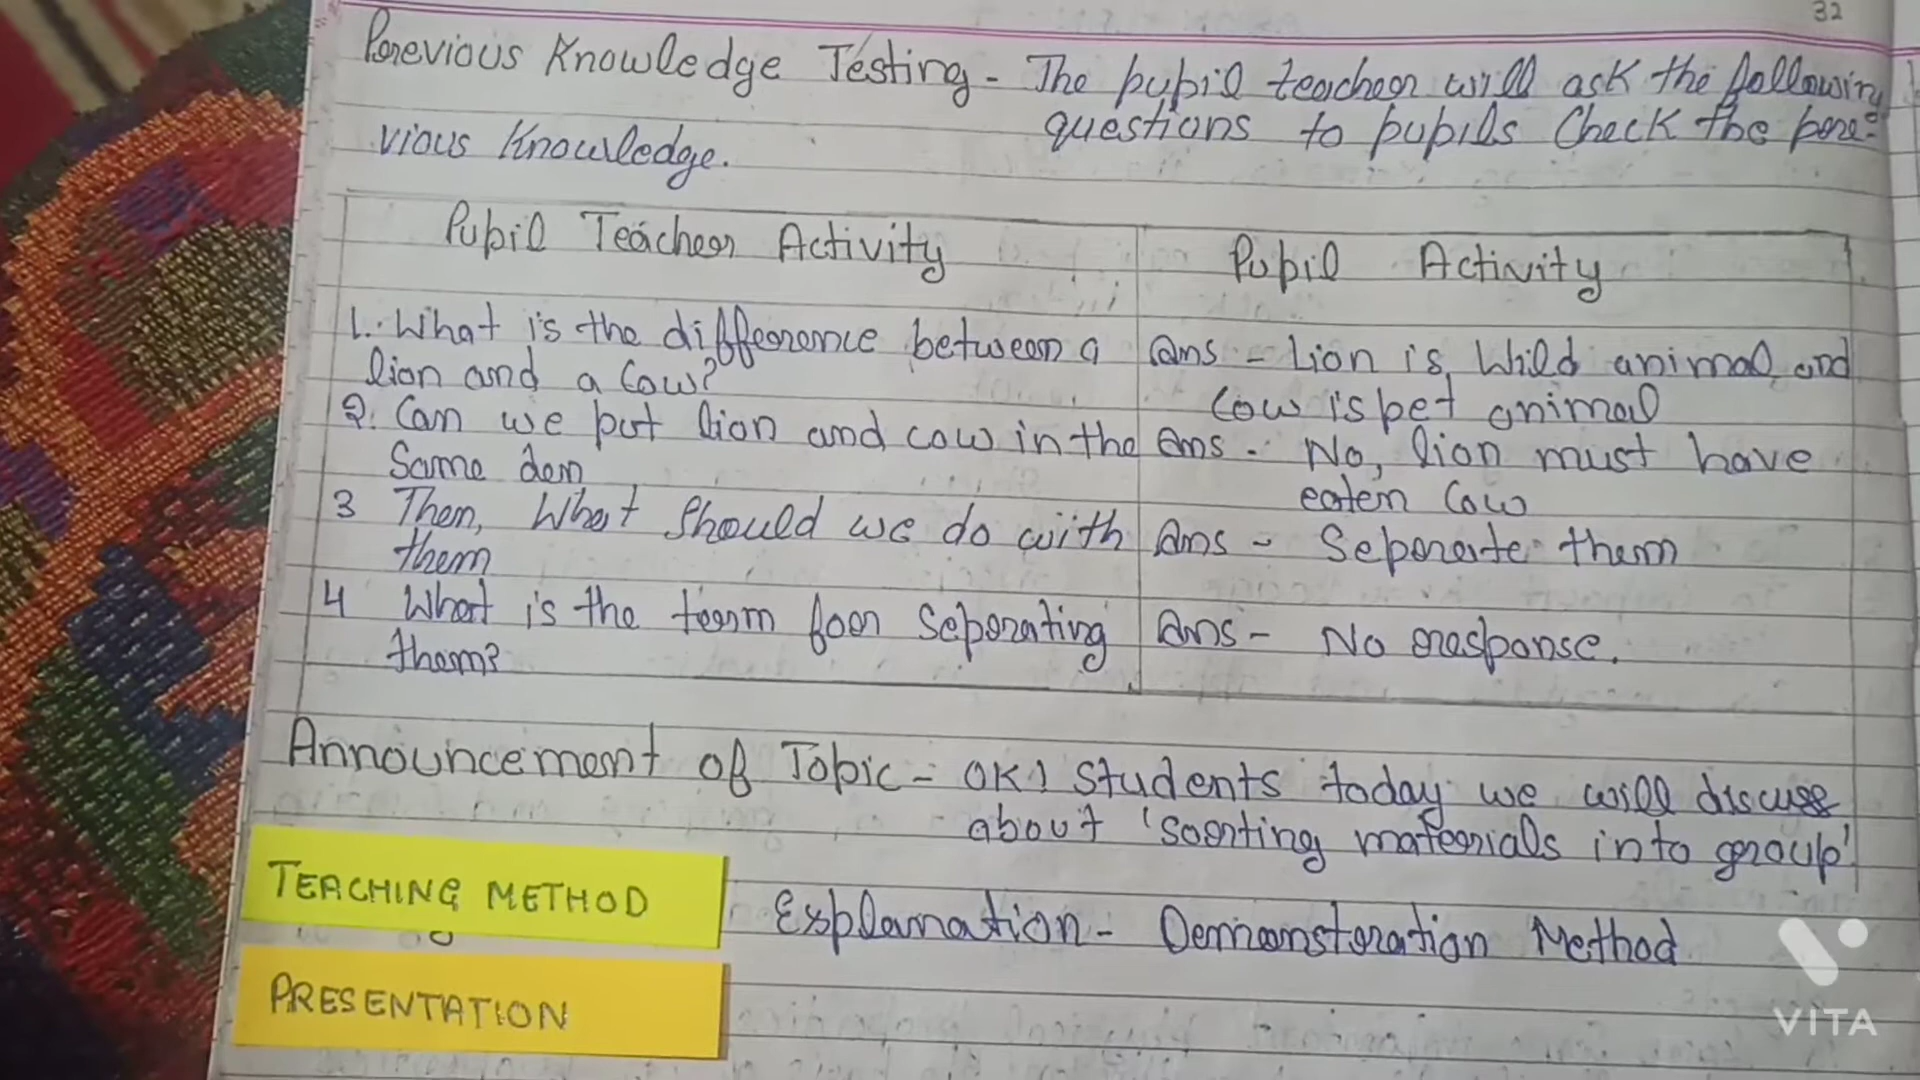 32
Previous Knowledge Testing - The pupil teacher will ask the following
questions to pupils Check the pre-
vious Knowledge.
Pupil Teacher Activity
Pupil Activity
1. What is the difference between a
lion and a Cow?
Ans - Lion is Wild animal and
Cow is pet animal
2. Can we put lion and cow in the
Same den
Ans - No, lion must have
eaten Cow
3 Then, What Should we do with
them
Ans - Seperate them
4 What is the term for Seperating
them?
Ans - No response.
Announcement of Topic - OK! Students today we will discuss
about 'Sorting materials into group'
TEACHING METHOD
Explanation - Demonstration Method
PRESENTATION
VITA